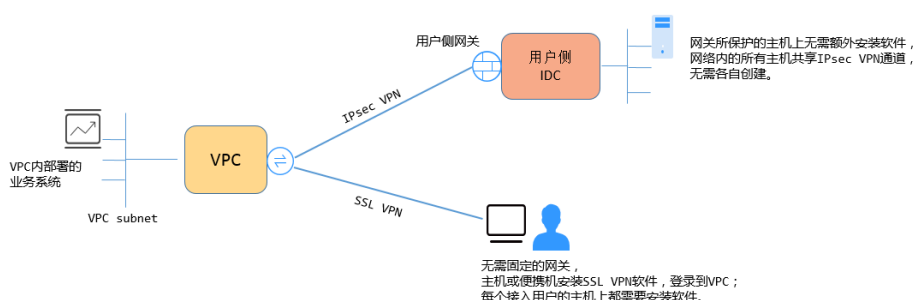 用户侧网关
用户侧
IDC
网关所保护的主机上无需额外安装软件，
网络内的所有主机共享IPsec VPN通道，
无需各自创建。
IPsec VPN
VPC
VPC内部署的
业务系统
VPC subnet
SSL VPN
无需固定的网关，
主机或便携机安装SSL VPN软件，登录到VPC；
每个接入用户的主机上都需要安装软件。